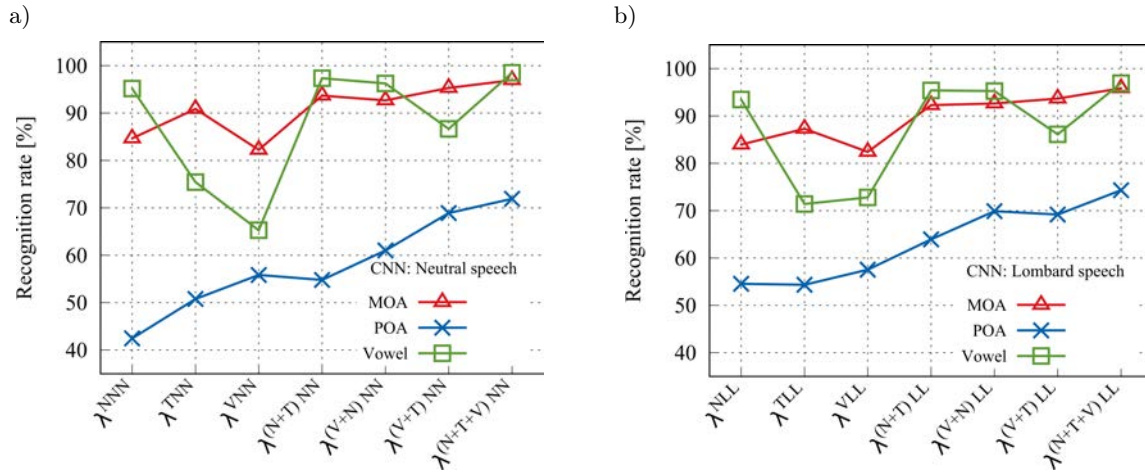 a)
Recognition rate [%]
100
90
80
70
60
50
40
CNN: Neutral speech
MOA
POA
Vowel
λNNN
λTNN
λVNN
λ(N+T) NN
λ(V+N) NN
λ(V+T) NN
λ(N+T+V) NN
b)
Recognition rate [%]
100
90
80
70
60
50
40
CNN: Lombard speech
MOA
POA
Vowel
λNLL
λTLL
λVLL
λ(N+T) LL
λ(V+N) LL
λ(V+T) LL
λ(N+T+V) LL